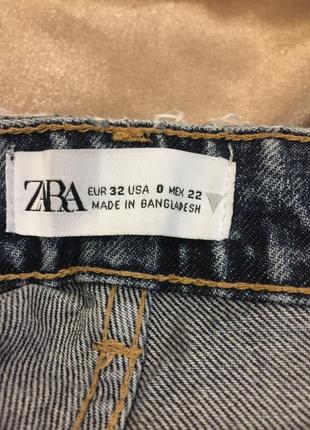 ZARA
EUR 32 USA 0 MEX 22
MADE IN BANGLADESH